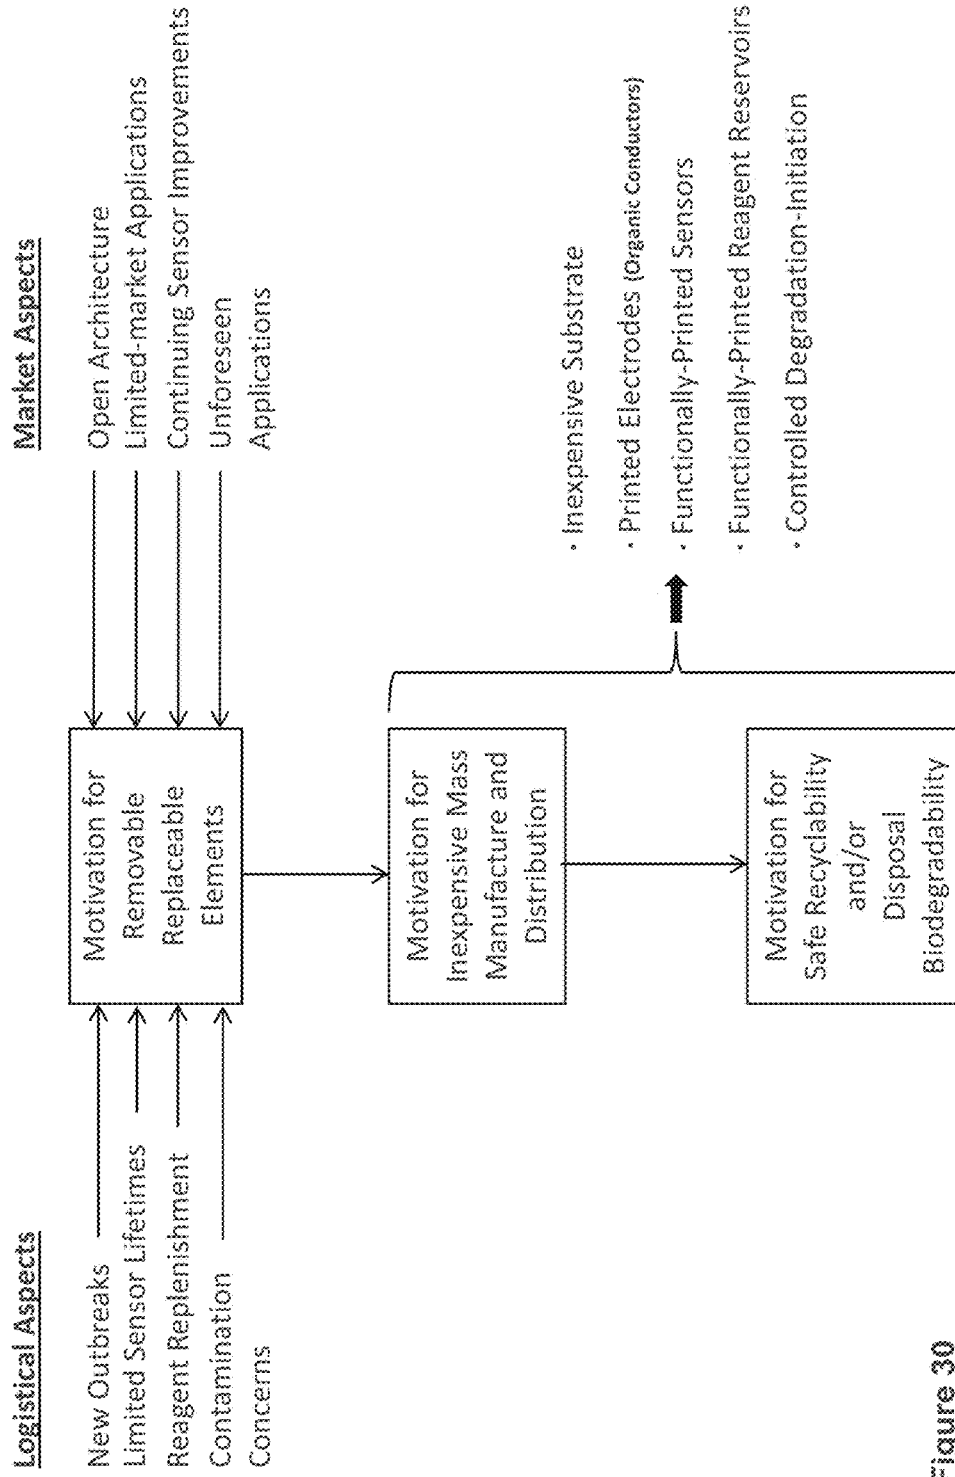 Logistical Aspects
New Outbreaks
Limited Sensor Lifetimes
Reagent Replenishment
Contamination
Concerns
Market Aspects
Open Architecture
Limited-market Applications
Continuing Sensor Improvements
Unforeseen
Applications
Motivation for
Removable
Replaceable
Elements
Motivation for
Inexpensive Mass
Manufacture and
Distribution
Motivation for
Safe Recyclability
and/or
Disposal
Biodegradability
• Inexpensive Substrate
• Printed Electrodes (Organic Conductors)
• Functionally-Printed Sensors
• Functionally-Printed Reagent Reservoirs
• Controlled Degradation-Initiation
Figure 30